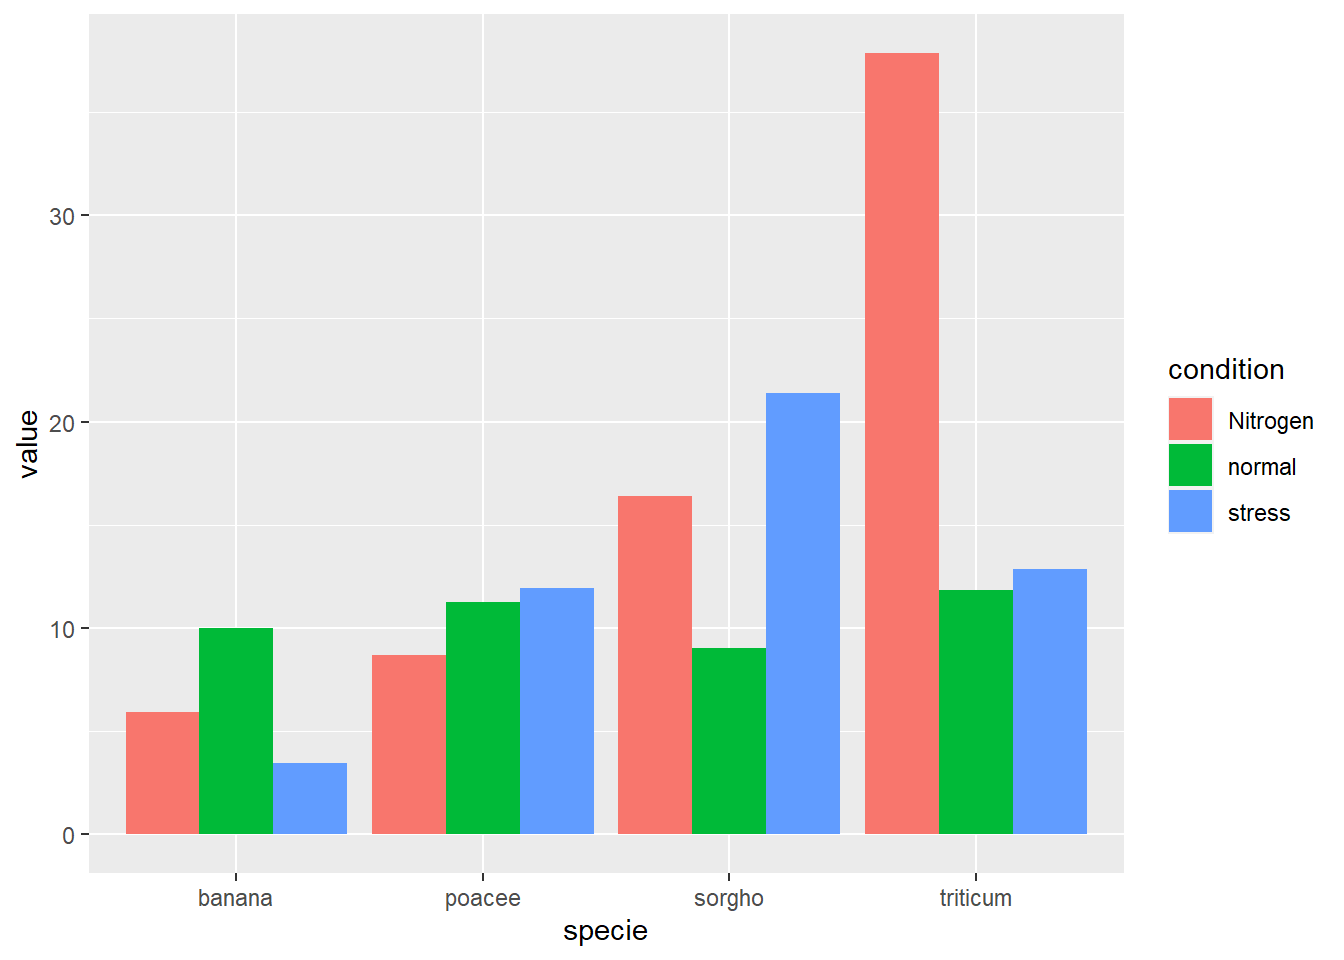 value
30
20
10
0
banana
poacee
sorgho
triticum
specie
condition
Nitrogen
normal
stress